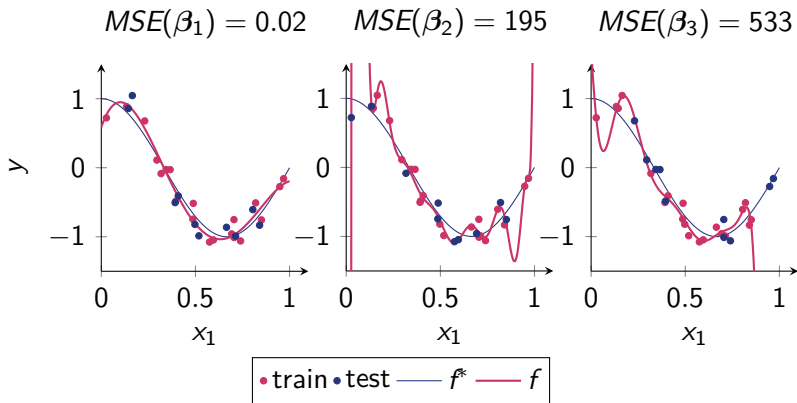 MSE(β₁) = 0.02
MSE(β₂) = 195
MSE(β₃) = 533
y
1
0
−1
0
0.5
1
x₁
1
0
−1
0
0.5
1
x₁
1
0
−1
0
0.5
1
x₁
train test f* f